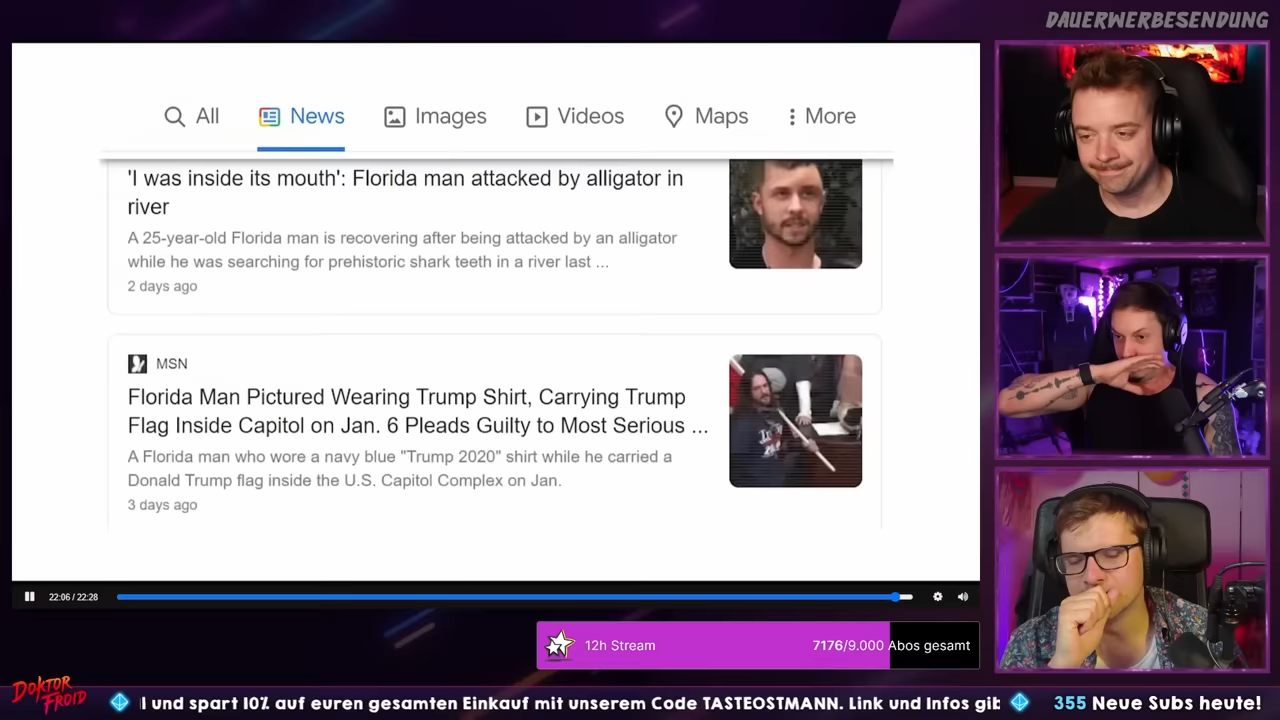 DAUERWERBESENDUNG
All News Images Videos Maps More
'I was inside its mouth': Florida man attacked by alligator in
river
A 25-year-old Florida man is recovering after being attacked by an alligator
while he was searching for prehistoric shark teeth in a river last ...
2 days ago
MSN
Florida Man Pictured Wearing Trump Shirt, Carrying Trump
Flag Inside Capitol on Jan. 6 Pleads Guilty to Most Serious ...
A Florida man who wore a navy blue "Trump 2020" shirt while he carried a
Donald Trump flag inside the U.S. Capitol Complex on Jan.
3 days ago
22:06 / 22:28
12h Stream 7176/9.000 Abos gesamt
DOKTOR
FROID
l und spart 10% auf euren gesamten Einkauf mit unserem Code TASTEOSTMANN. Link und Infos gib
355 Neue Subs heute!